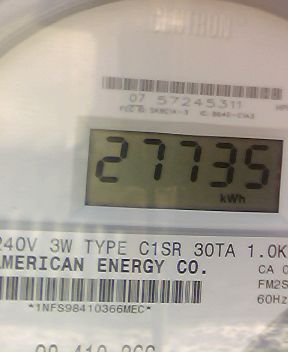 07 57245311
27735
kWh
240V 3W TYPE C1SR 30TA 1.0K
AMERICAN ENERGY CO.
CA 0
FM2S
60Hz
*1NFS98410366MEC*